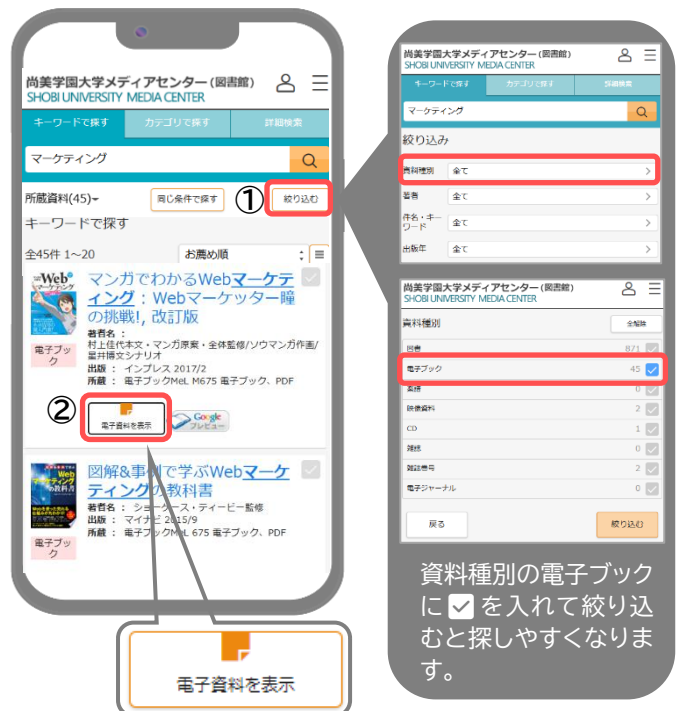 尚美学園大学メディアセンター(図書館)
SHOBI UNIVERSITY MEDIA CENTER
キーワードで探す
カテゴリで探す
詳細検索
マーケティング
所蔵資料(45)
同じ条件で探す
①
絞り込む
キーワードで探す
全45件 1~20
お薦め順
マンガでわかるWebマーケテ
ィング：Webマーケッター瞳
の挑戦!, 改訂版
著者名：
村上佳代本文・マンガ原案・全体監修/ソウマンガ作画/
星井博文シナリオ
出版： インプレス 2017/2
所蔵： 電子ブックMeL M675 電子ブック、PDF
電子ブッ
ク
②
電子資料を表示
Google
プレビュー
図解&事例で学ぶWebマーケ
ティングの教科書
著者名： ショーケース・ティービー監修
出版： マイナビ 2015/9
所蔵： 電子ブックMeL 675 電子ブック、PDF
電子ブッ
ク
電子資料を表示
尚美学園大学メディアセンター(図書館)
SHOBI UNIVERSITY MEDIA CENTER
キーワードで探す
カテゴリで探す
詳細検索
マーケティング
絞り込み
資料種別 全て
著者 全て
件名・キー
ワード 全て
出版年 全て
尚美学園大学メディアセンター(図書館)
SHOBI UNIVERSITY MEDIA CENTER
資料種別
全解除
図書 871
電子ブック 45
楽譜 0
映像資料 2
CD 1
雑誌 0
雑誌巻号 2
電子ジャーナル 0
戻る
絞り込む
資料種別の電子ブック
に を入れて絞り込
むと探しやすくなりま
す。